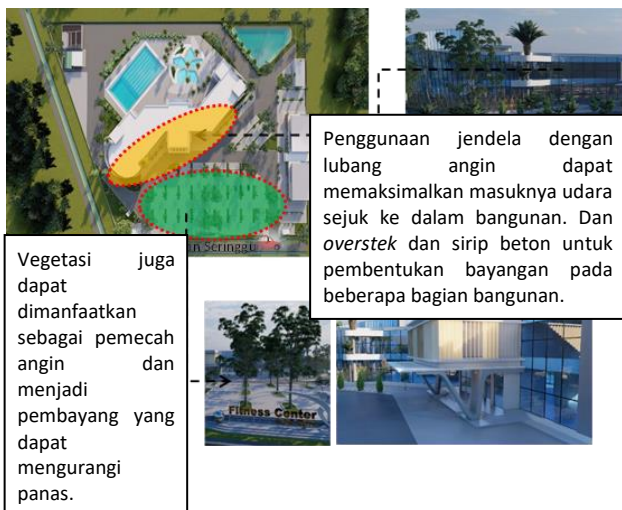 Penggunaan jendela dengan
lubang angin dapat
memaksimalkan masuknya udara
sejuk ke dalam bangunan. Dan
overstek dan sirip beton untuk
pembentukan bayangan pada
beberapa bagian bangunan.
n Seringgu
Vegetasi juga
dapat
dimanfaatkan
sebagai pemecah
angin dan
menjadi
pembayang yang
dapat
mengurangi
panas.
Fitness Center